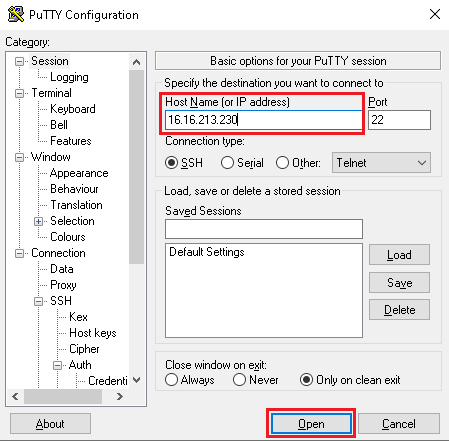 PuTTY Configuration
Category:
Session
Logging
Terminal
Keyboard
Bell
Features
Window
Appearance
Behaviour
Translation
Selection
Colours
Connection
Data
Proxy
SSH
Kex
Host keys
Cipher
Auth
Credenti
Basic options for your PuTTY session
Specify the destination you want to connect to
Host Name (or IP address) Port
16.16.213.230 22
Connection type:
SSH Serial Other: Telnet
Load, save or delete a stored session
Saved Sessions
Default Settings
Load
Save
Delete
Close window on exit:
Always Never Only on clean exit
About Open Cancel